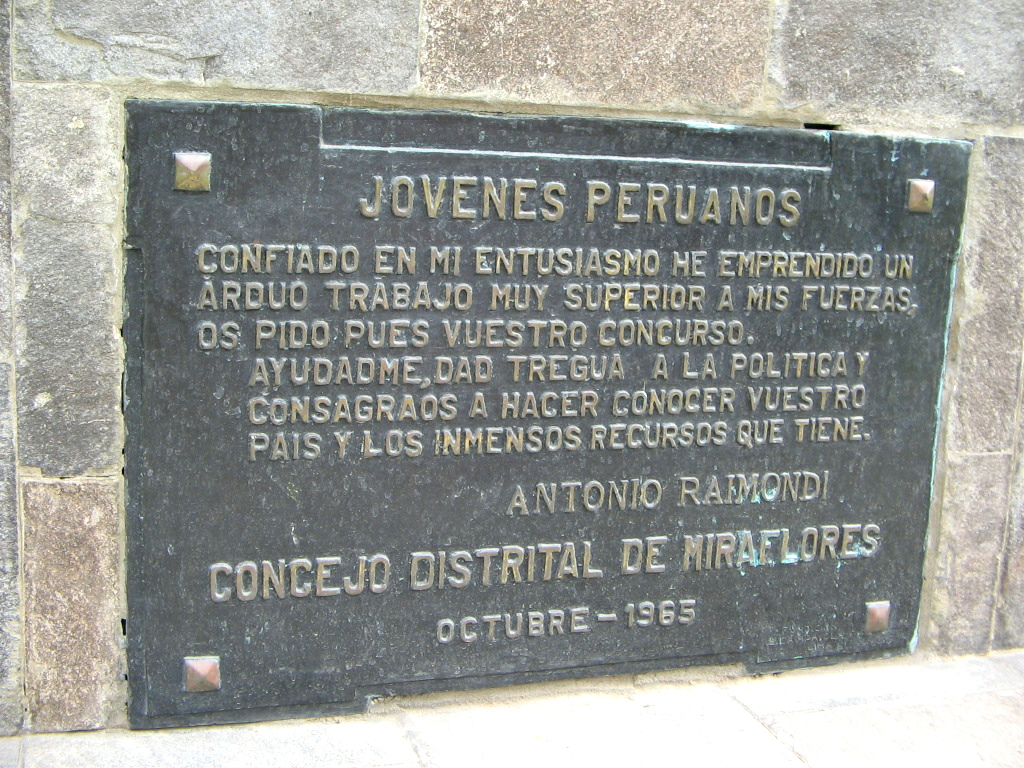 JOVENES PERUANOS
CONFIADO EN MI ENTUSIASMO HE EMPRENDIDO UN
ARDUO TRABAJO MUY SUPERIOR A MIS FUERZAS,
OS PIDO PUES VUESTRO CONCURSO.
AYUDADME, DAD TREGUA A LA POLITICA Y
CONSAGRAOS A HACER CONOCER VUESTRO
PAIS Y LOS INMENSOS RECURSOS QUE TIENE.
ANTONIO RAIMONDI
CONCEJO DISTRITAL DE MIRAFLORES
OCTUBRE - 1965